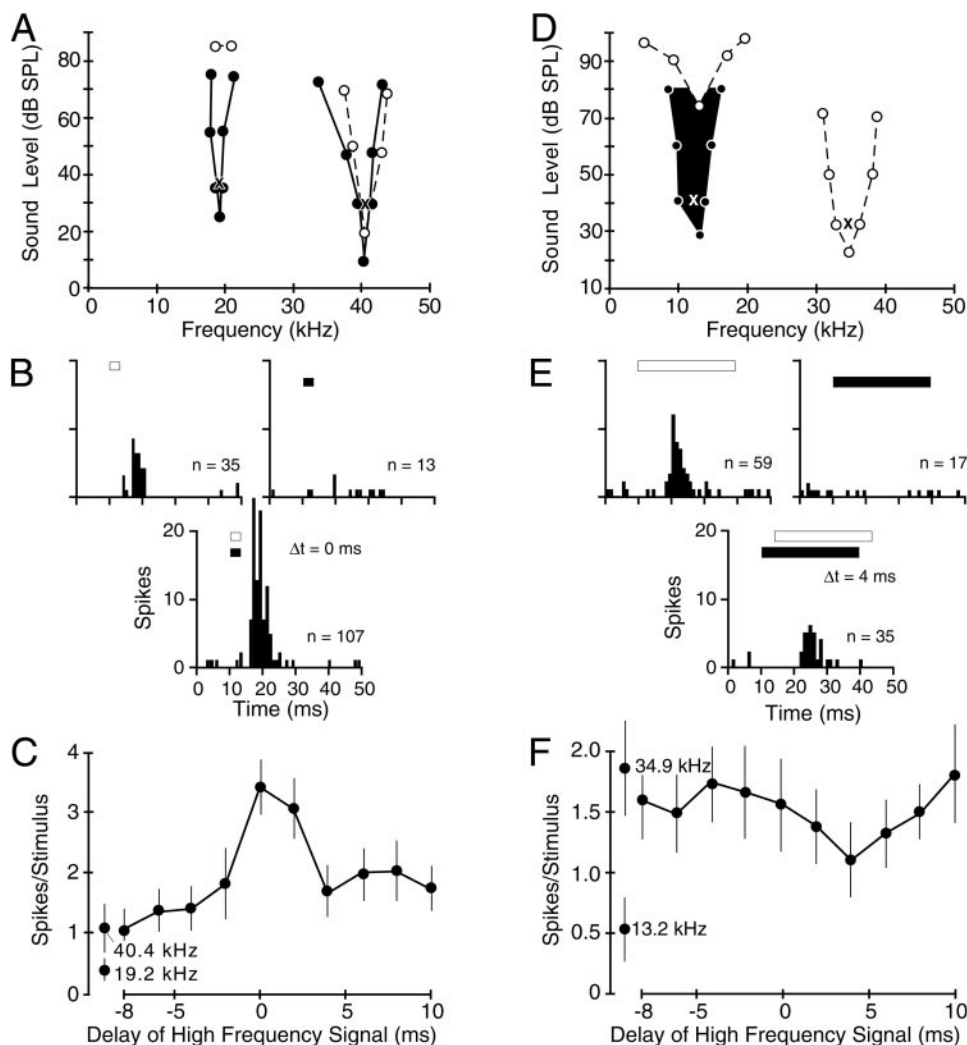 A
Sound Level (dB SPL)
80
60
40
20
0
0 10 20 30 40 50
Frequency (kHz)
x x
B
n = 35
n = 13
Spikes
20
10
0
Δt = 0 ms
n = 107
0 10 20 30 40 50
Time (ms)
C
Spikes/Stimulus
4
3
2
1
0
40.4 kHz
19.2 kHz
-8 -5 0 5 10
Delay of High Frequency Signal (ms)
D
Sound Level (dB SPL)
90
70
50
30
10
0 10 20 30 40 50
Frequency (kHz)
x x
E
n = 59
n = 17
Spikes
20
10
0
Δt = 4 ms
n = 35
0 10 20 30 40 50
Time (ms)
F
Spikes/Stimulus
2.0
1.5
1.0
0.5
0
34.9 kHz
13.2 kHz
-8 -5 0 5 10
Delay of High Frequency Signal (ms)